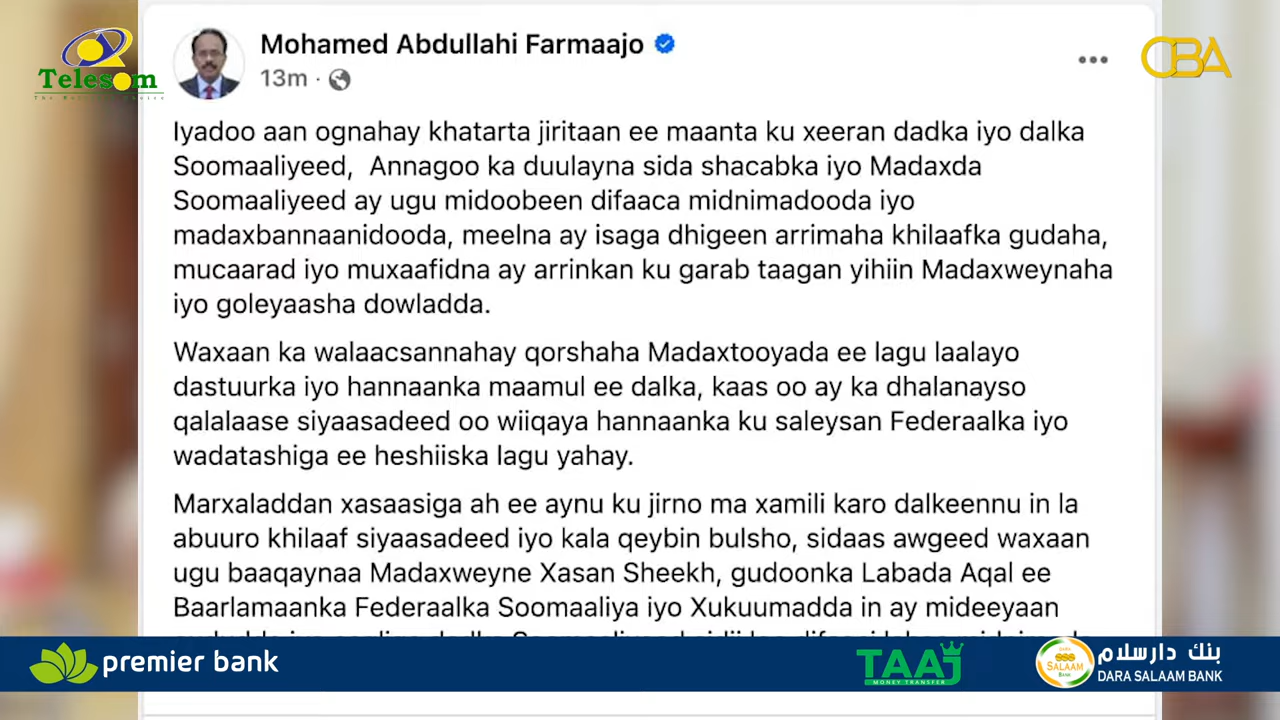 Telesom
Mohamed Abdullahi Farmaajo
CBA
13m ·
Iyadoo aan ognahay khatarta jiritaan ee maanta ku xeeran dadka iyo dalka
Soomaaliyeed, Annagoo ka duulayna sida shacabka iyo Madaxda
Soomaaliyeed ay ugu midoobeen difaaca midnimadooda iyo
madaxbannaanidooda, meelna ay isaga dhigeen arrimaha khilaafka gudaha,
mucaarad iyo muxaafidna ay arrinkan ku garab taagan yihiin Madaxweynaha
iyo goleyaasha dowladda.
Waxaan ka walaacsannahay qorshaha Madaxtooyada ee lagu laalayo
dastuurka iyo hannaanka maamul ee dalka, kaas oo ay ka dhalanayso
qalalaase siyaasadeed oo wiiqaya hannaanka ku saleysan Federaalka iyo
wadatashiga ee heshiiska lagu yahay.
Marxaladdan xasaasiga ah ee aynu ku jirno ma xamili karo dalkeennu in la
abuuro khilaaf siyaasadeed iyo kala qeybin bulsho, sidaas awgeed waxaan
ugu baaqaynaa Madaxweyne Xasan Sheekh, gudoonka Labada Aqal ee
Baarlamaanka Federaalka Soomaaliya iyo Xukuumadda in ay mideeyaan
premier bank
TAAJ
MONEY TRANSFER
SALAAM
بنك دارسلام
DARA SALAAM BANK